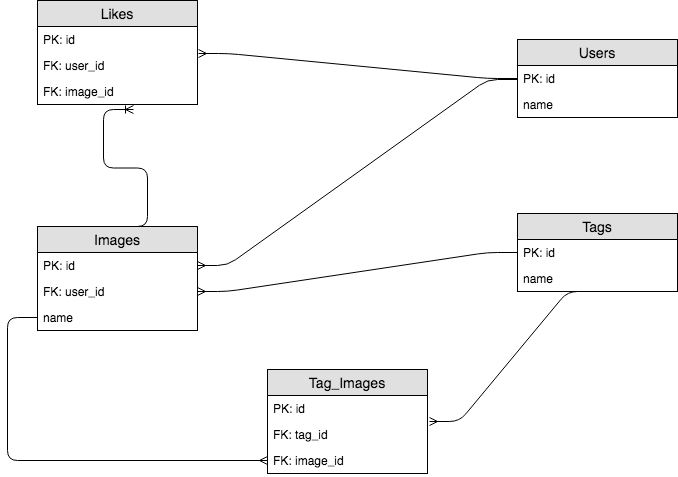 Likes
PK: id
FK: user_id
FK: image_id
Users
PK: id
name
Images
PK: id
FK: user_id
name
Tags
PK: id
name
Tag_Images
PK: id
FK: tag_id
FK: image_id